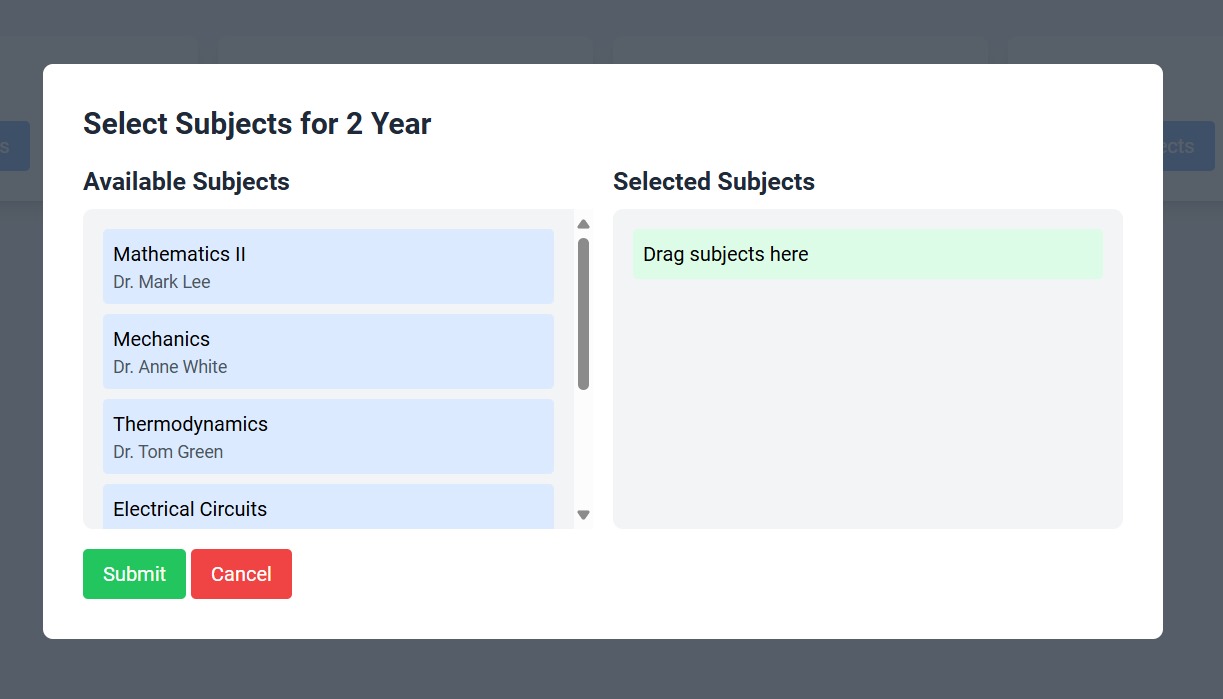 Select Subjects for 2 Year
Available Subjects
Mathematics II
Dr. Mark Lee
Mechanics
Dr. Anne White
Thermodynamics
Dr. Tom Green
Electrical Circuits
Selected Subjects
Drag subjects here
Submit
Cancel